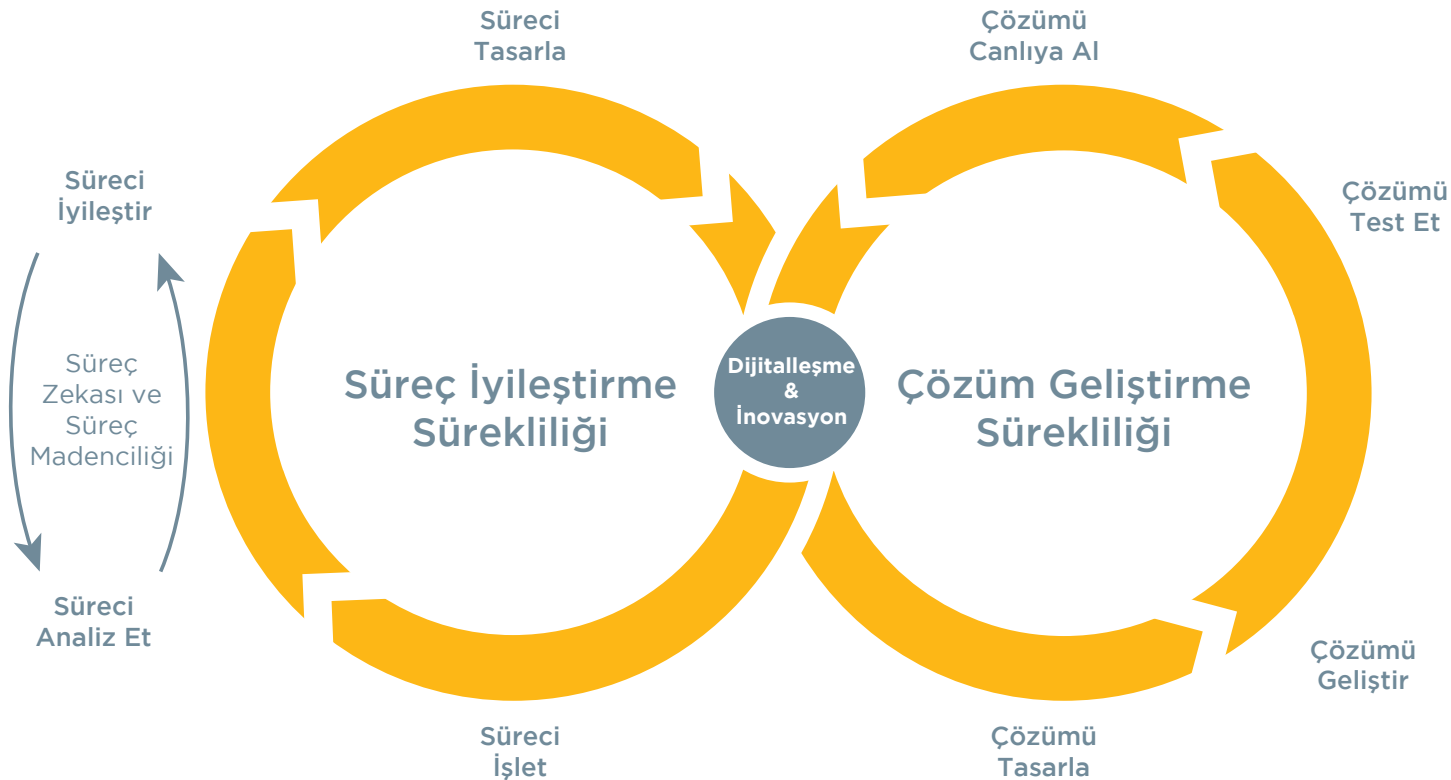 Süreci
Tasarla
Çözümü
Canlıya Al
Süreci
İyileştir
Çözümü
Test Et
Süreç
Zekası ve
Süreç
Madenciliği
Süreç İyileştirme
Sürekliliği
Dijitalleşme
&
İnovasyon
Çözüm Geliştirme
Sürekliliği
Süreci
Analiz Et
Çözümü
Geliştir
Süreci
İşlet
Çözümü
Tasarla